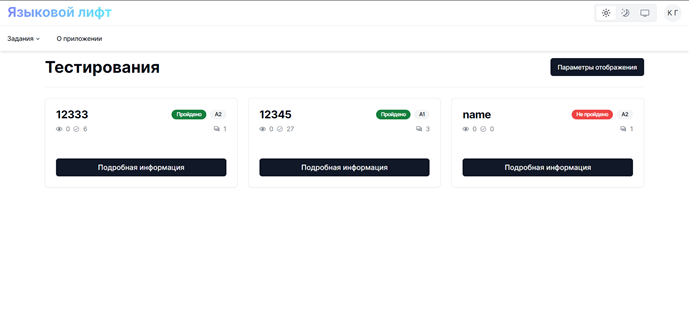 Языковой лифт
К Г
Задания
О приложении
Тестирования
Параметры отображения
12333
Пройдено
A2
0
6
1
Подробная информация
12345
Пройдено
A1
0
27
3
Подробная информация
name
Не пройдено
A2
0
0
1
Подробная информация